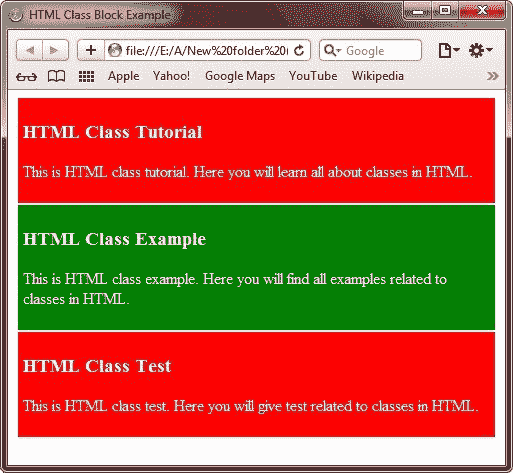 HTML Class Block Example
file:///E:/A/New%20folder%20(
Google
Apple Yahoo! Google Maps YouTube Wikipedia
HTML Class Tutorial
This is HTML class tutorial. Here you will learn all about classes in HTML.
HTML Class Example
This is HTML class example. Here you will find all examples related to
classes in HTML.
HTML Class Test
This is HTML class test. Here you will give test related to classes in HTML.